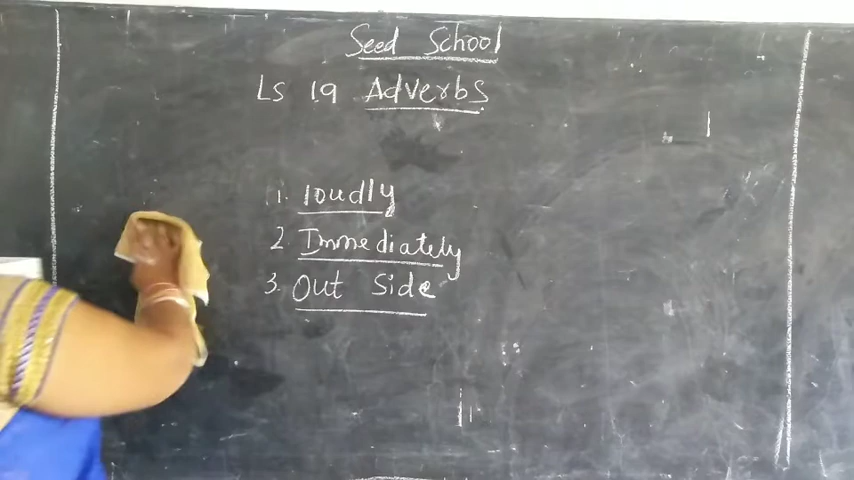 Seed School
Ls 19 Adverbs
1. loudly
2 Immediately
3. Out Side